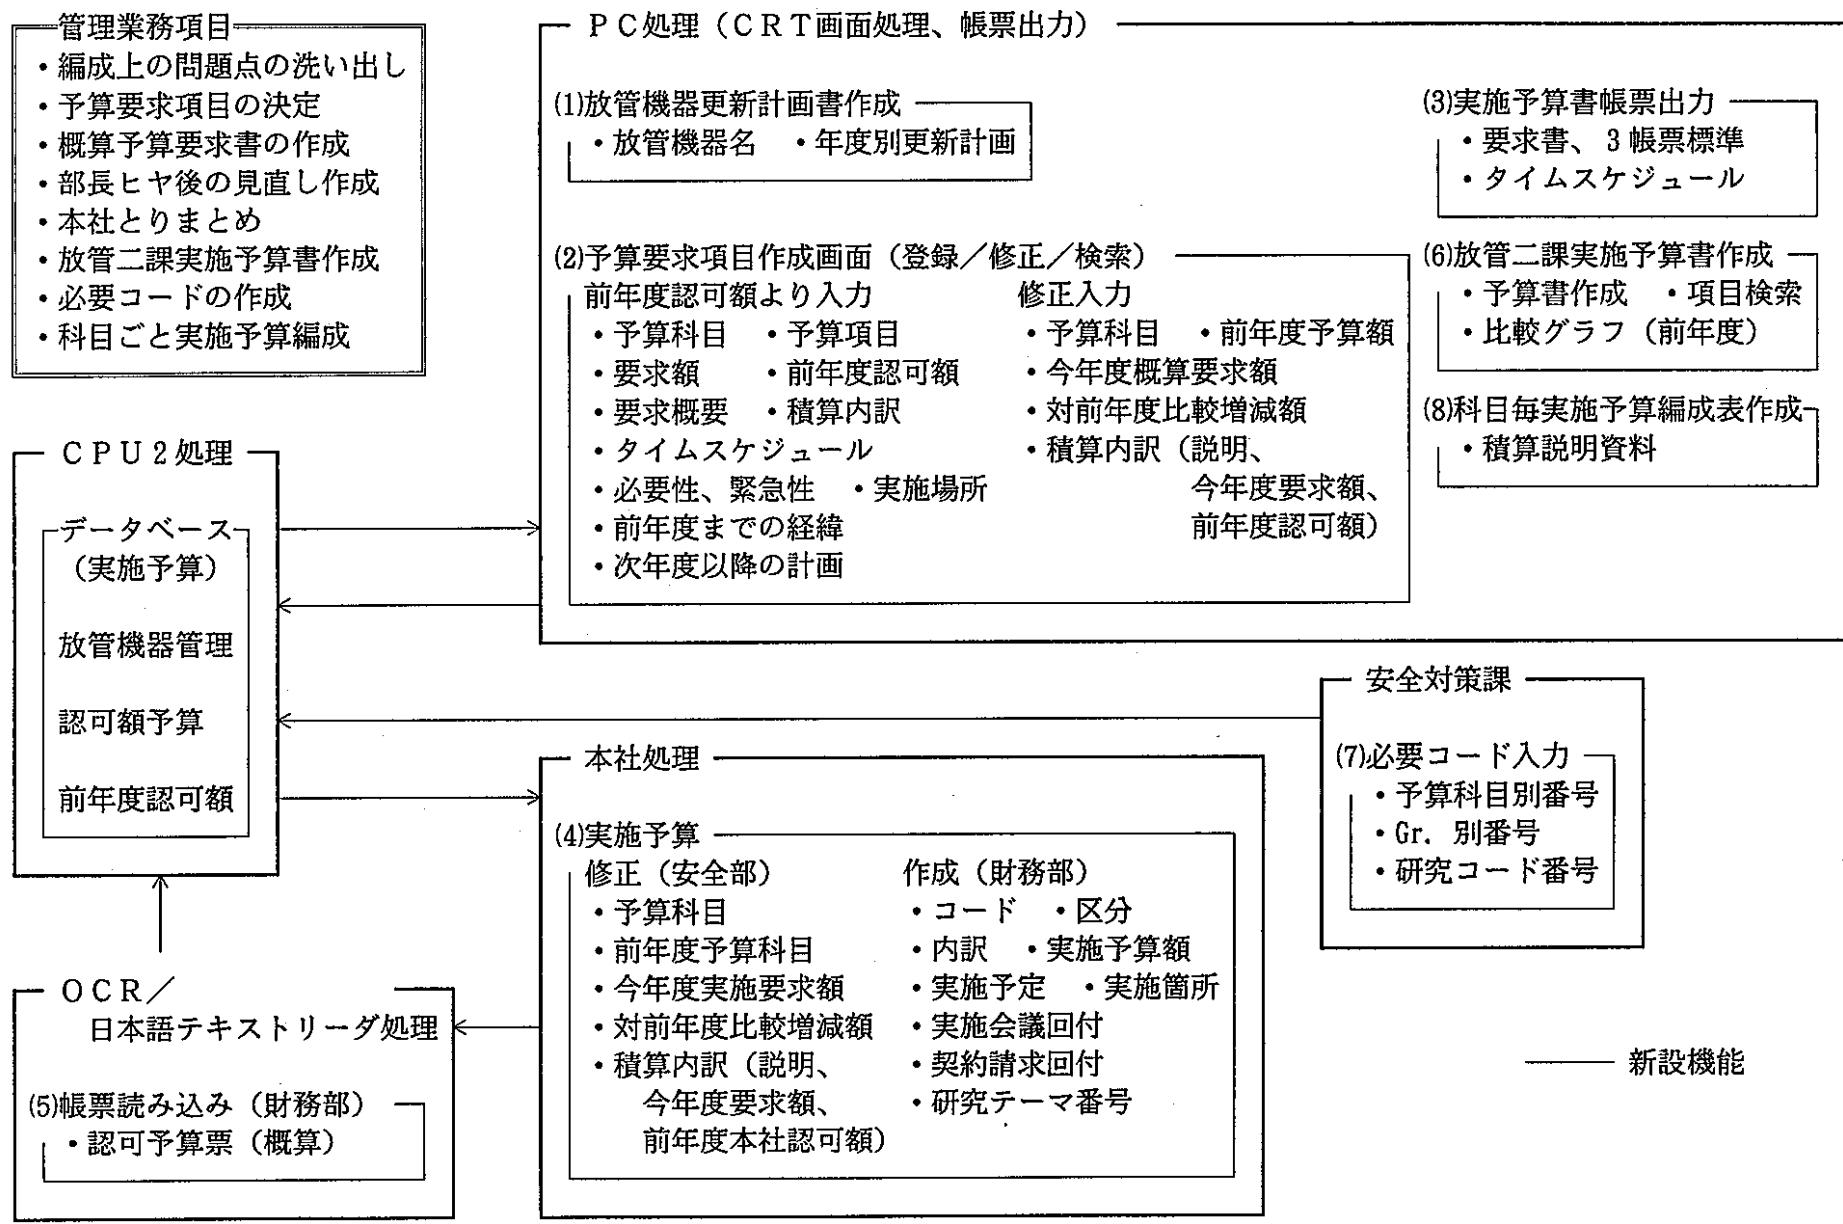 管理業務項目
・編成上の問題点の洗い出し
・予算要求項目の決定
・概算予算要求書の作成
・部長ヒヤ後の見直し作成
・本社とりまとめ
・放管二課実施予算書作成
・必要コードの作成
・科目ごと実施予算編成
ＰＣ処理（ＣＲＴ画面処理、帳票出力）
(1)放管機器更新計画書作成
・放管機器名　・年度別更新計画
(2)予算要求項目作成画面（登録／修正／検索）
前年度認可額より入力
・予算科目　・予算項目
・要求額　・前年度認可額
・要求概要　・積算内訳
・タイムスケジュール
・必要性、緊急性　・実施場所
・前年度までの経緯
・次年度以降の計画
修正入力
・予算科目　・前年度予算額
・今年度概算要求額
・対前年度比較増減額
・積算内訳（説明、
今年度要求額、
前年度認可額）
(3)実施予算書帳票出力
・要求書、３帳票標準
・タイムスケジュール
(6)放管二課実施予算書作成
・予算書作成　・項目検索
・比較グラフ（前年度）
(8)科目毎実施予算編成表作成
・積算説明資料
ＣＰＵ２処理
データベース
（実施予算）
放管機器管理
認可額予算
前年度認可額
安全対策課
(7)必要コード入力
・予算科目別番号
・Gr. 別番号
・研究コード番号
本社処理
(4)実施予算
修正（安全部）
・予算科目
・前年度予算科目
・今年度実施要求額
・対前年度比較増減額
・積算内訳（説明、
今年度要求額、
前年度本社認可額）
作成（財務部）
・コード　・区分
・内訳　・実施予算額
・実施予定　・実施箇所
・実施会議回付
・契約請求回付
・研究テーマ番号
ＯＣＲ／
日本語テキストリーダ処理
(5)帳票読み込み（財務部）
・認可予算票（概算）
新設機能